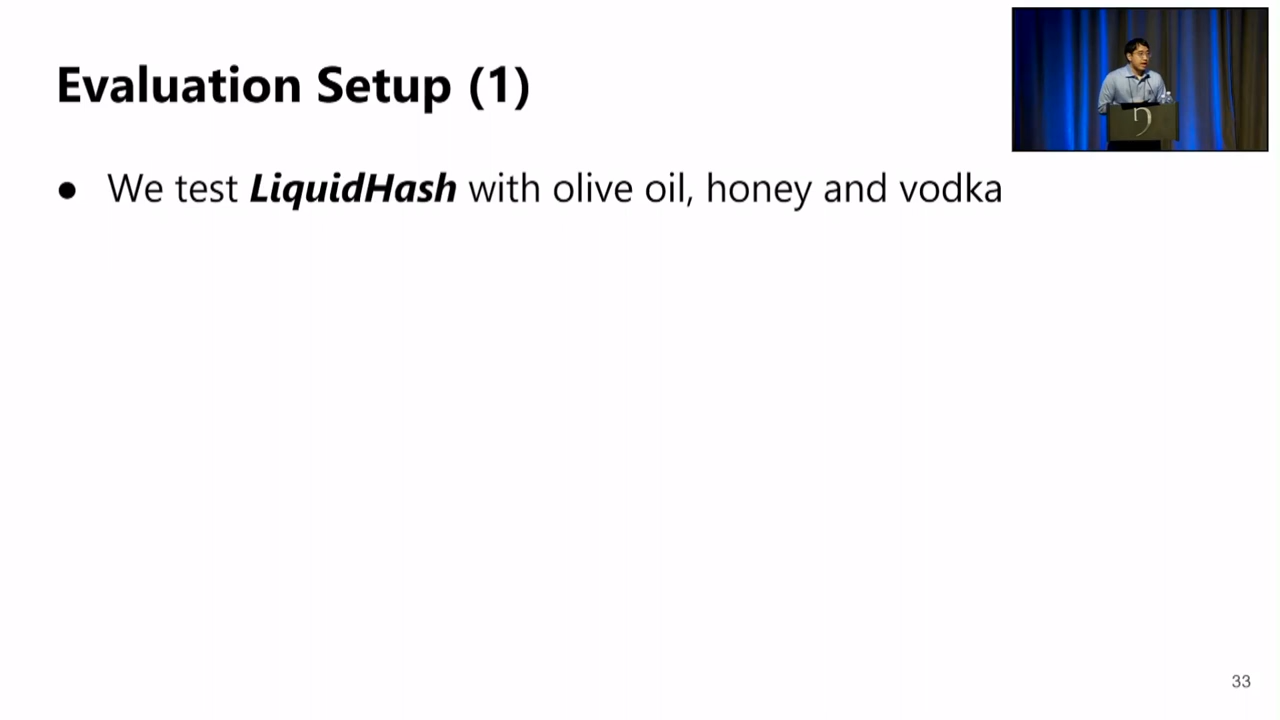 Evaluation Setup (1)
● We test LiquidHash with olive oil, honey and vodka
33